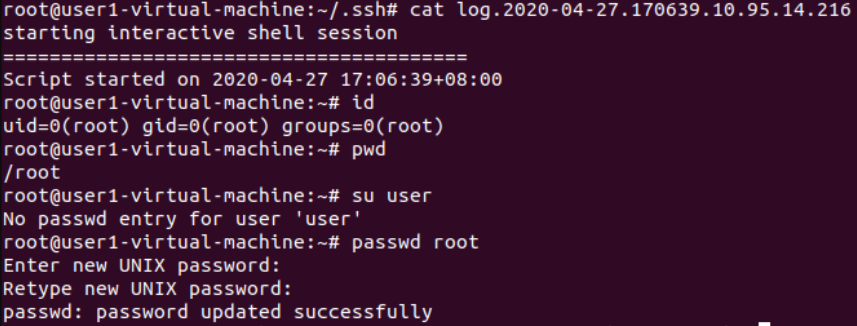 root@user1-virtual-machine:~/.ssh# cat log.2020-04-27.170639.10.95.14.216
starting interactive shell session
========================================
Script started on 2020-04-27 17:06:39+08:00
root@user1-virtual-machine:~# id
uid=0(root) gid=0(root) groups=0(root)
root@user1-virtual-machine:~# pwd
/root
root@user1-virtual-machine:~# su user
No passwd entry for user 'user'
root@user1-virtual-machine:~# passwd root
Enter new UNIX password:
Retype new UNIX password:
passwd: password updated successfully